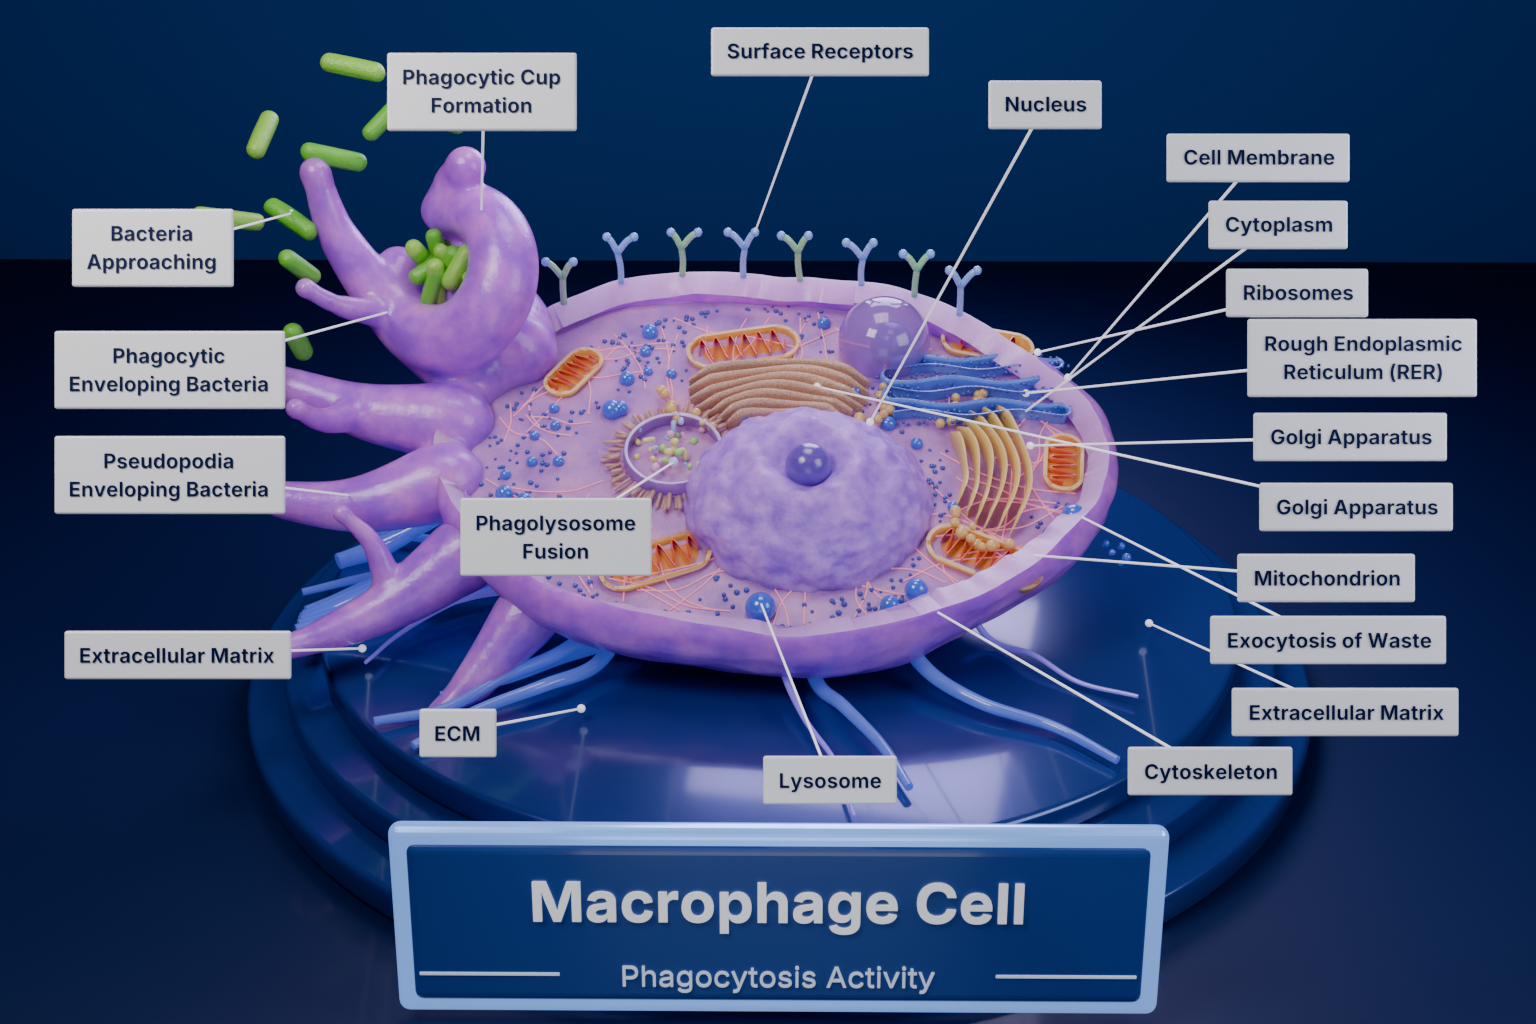 Surface Receptors
Phagocytic Cup
Formation
Nucleus
Cell Membrane
Bacteria
Approaching
Cytoplasm
Ribosomes
Rough Endoplasmic
Reticulum (RER)
Phagocytic
Enveloping Bacteria
Golgi Apparatus
Pseudopodia
Enveloping Bacteria
Golgi Apparatus
Phagolysosome
Fusion
Mitochondrion
Exocytosis of Waste
Extracellular Matrix
Extracellular Matrix
ECM
Lysosome
Cytoskeleton
Macrophage Cell
Phagocytosis Activity